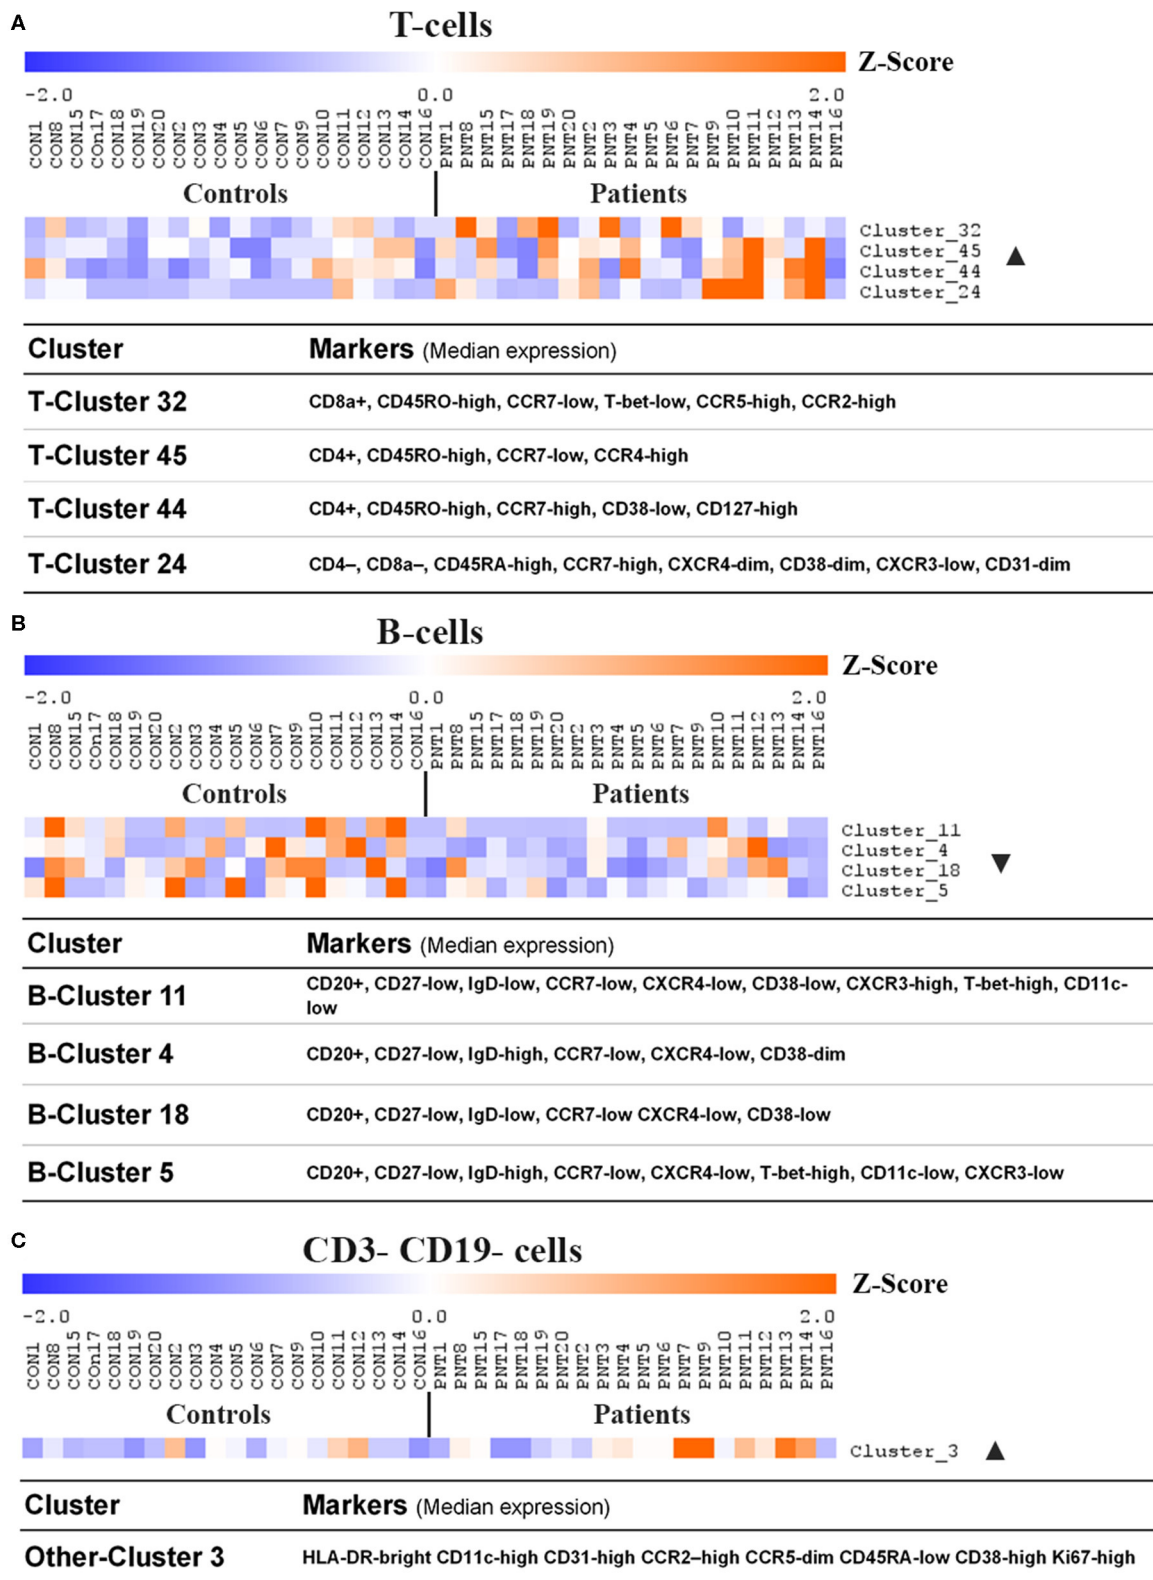 A
T-cells
Z-Score
-2.0 0.0 2.0
CON1 CON8 CON15 Con17 CON18 CON19 CON20 CON2 CON3 CON4 CON5 CON6 CON7 CON9 CON10 CON11 CON12 CON13 CON14 CON16 PNT1 PNT8 PNT15 PNT17 PNT18 PNT19 PNT20 PNT2 PNT3 PNT4 PNT5 PNT6 PNT7 PNT9 PNT10 PNT11 PNT12 PNT13 PNT14 PNT16
Controls Patients
Cluster_32
Cluster_45 ▲
Cluster_44
Cluster_24
Cluster Markers (Median expression)
T-Cluster 32 CD8a+, CD45RO-high, CCR7-low, T-bet-low, CCR5-high, CCR2-high
T-Cluster 45 CD4+, CD45RO-high, CCR7-low, CCR4-high
T-Cluster 44 CD4+, CD45RO-high, CCR7-high, CD38-low, CD127-high
T-Cluster 24 CD4–, CD8a–, CD45RA-high, CCR7-high, CXCR4-dim, CD38-dim, CXCR3-low, CD31-dim
B
B-cells
Z-Score
-2.0 0.0 2.0
CON1 CON8 CON15 Con17 CON18 CON19 CON20 CON2 CON3 CON4 CON5 CON6 CON7 CON9 CON10 CON11 CON12 CON13 CON14 CON16 PNT1 PNT8 PNT15 PNT17 PNT18 PNT19 PNT20 PNT2 PNT3 PNT4 PNT5 PNT6 PNT7 PNT9 PNT10 PNT11 PNT12 PNT13 PNT14 PNT16
Controls Patients
Cluster_11
Cluster_4
Cluster_18 ▼
Cluster_5
Cluster Markers (Median expression)
B-Cluster 11 CD20+, CD27-low, IgD-low, CCR7-low, CXCR4-low, CD38-low, CXCR3-high, T-bet-high, CD11c-
low
B-Cluster 4 CD20+, CD27-low, IgD-high, CCR7-low, CXCR4-low, CD38-dim
B-Cluster 18 CD20+, CD27-low, IgD-low, CCR7-low CXCR4-low, CD38-low
B-Cluster 5 CD20+, CD27-low, IgD-high, CCR7-low, CXCR4-low, T-bet-high, CD11c-low, CXCR3-low
C
CD3- CD19- cells
Z-Score
-2.0 0.0 2.0
CON1 CON8 CON15 Con17 CON18 CON19 CON20 CON2 CON3 CON4 CON5 CON6 CON7 CON9 CON10 CON11 CON12 CON13 CON14 CON16 PNT1 PNT8 PNT15 PNT17 PNT18 PNT19 PNT20 PNT2 PNT3 PNT4 PNT5 PNT6 PNT7 PNT9 PNT10 PNT11 PNT12 PNT13 PNT14 PNT16
Controls Patients
Cluster_3 ▲
Cluster Markers (Median expression)
Other-Cluster 3 HLA-DR-bright CD11c-high CD31-high CCR2–high CCR5-dim CD45RA-low CD38-high Ki67-high